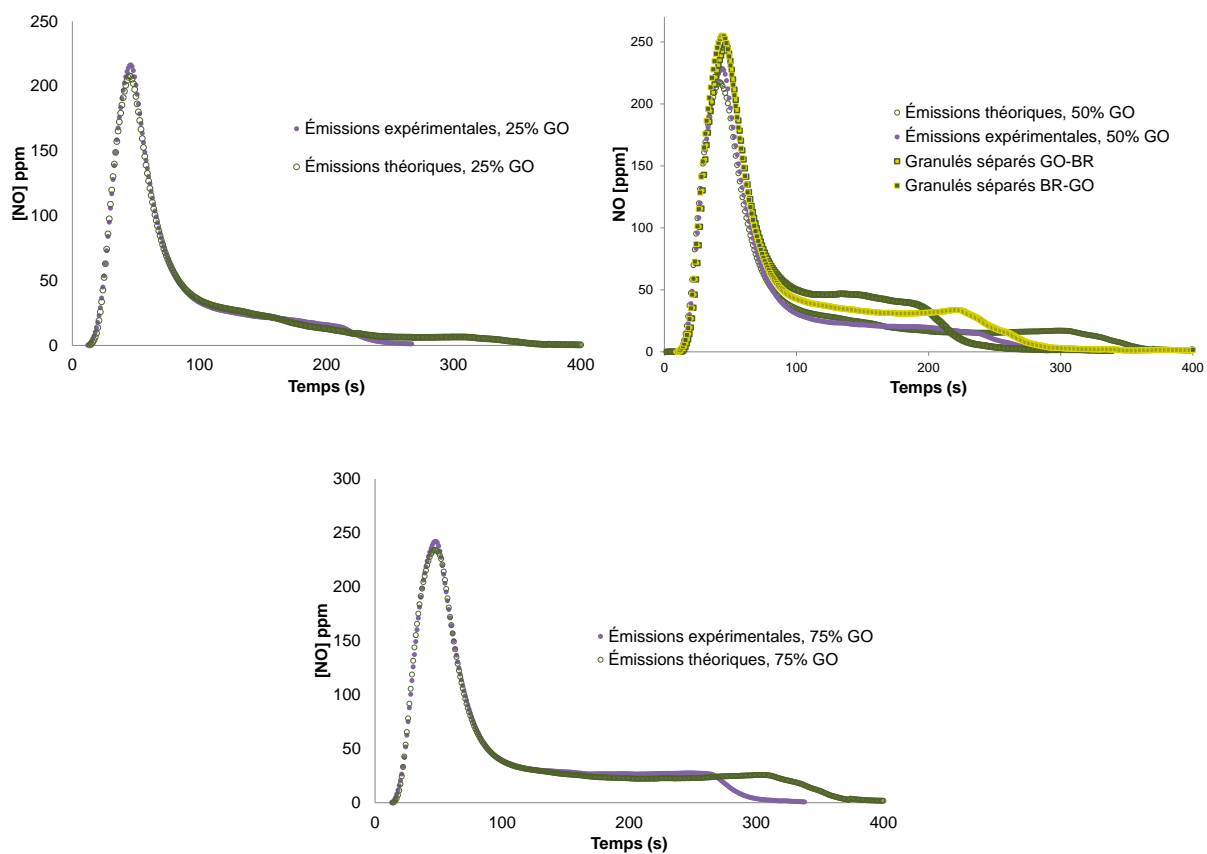 250
200
150
100
50
0
0 100 200 300 400
[NO] ppm
Temps (s)
Émissions expérimentales, 25% GO
Émissions théoriques, 25% GO
250
200
150
100
50
0
0 100 200 300 400
NO [ppm]
Temps (s)
Émissions théoriques, 50% GO
Émissions expérimentales, 50% GO
Granulés séparés GO-BR
Granulés séparés BR-GO
300
250
200
150
100
50
0
0 100 200 300 400
[NO] ppm
Temps (s)
Émissions expérimentales, 75% GO
Émissions théoriques, 75% GO